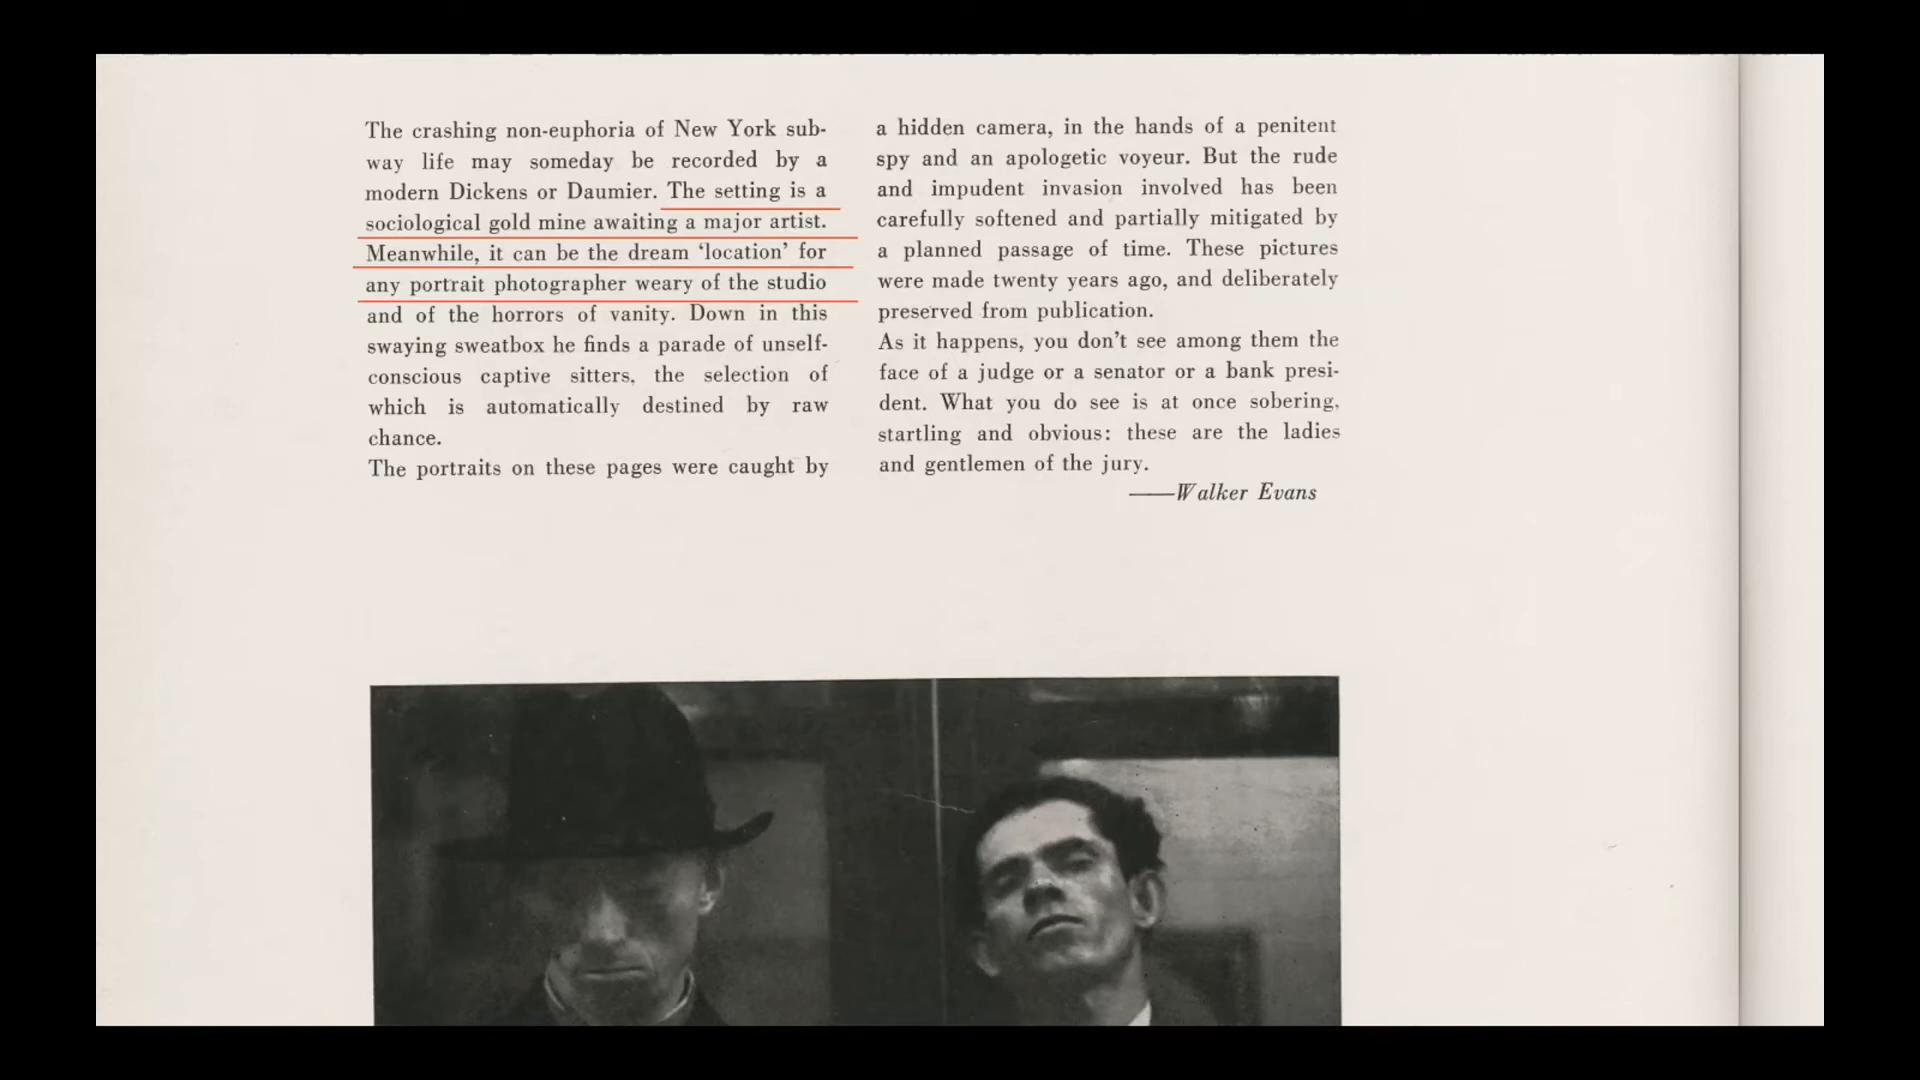 The crashing non-euphoria of New York sub-
way life may someday be recorded by a
modern Dickens or Daumier. The setting is a
sociological gold mine awaiting a major artist.
Meanwhile, it can be the dream ‘location’ for
any portrait photographer weary of the studio
and of the horrors of vanity. Down in this
swaying sweatbox he finds a parade of unself-
conscious captive sitters, the selection of
which is automatically destined by raw
chance.
The portraits on these pages were caught by
a hidden camera, in the hands of a penitent
spy and an apologetic voyeur. But the rude
and impudent invasion involved has been
carefully softened and partially mitigated by
a planned passage of time. These pictures
were made twenty years ago, and deliberately
preserved from publication.
As it happens, you don’t see among them the
face of a judge or a senator or a bank presi-
dent. What you do see is at once sobering,
startling and obvious: these are the ladies
and gentlemen of the jury.
——Walker Evans